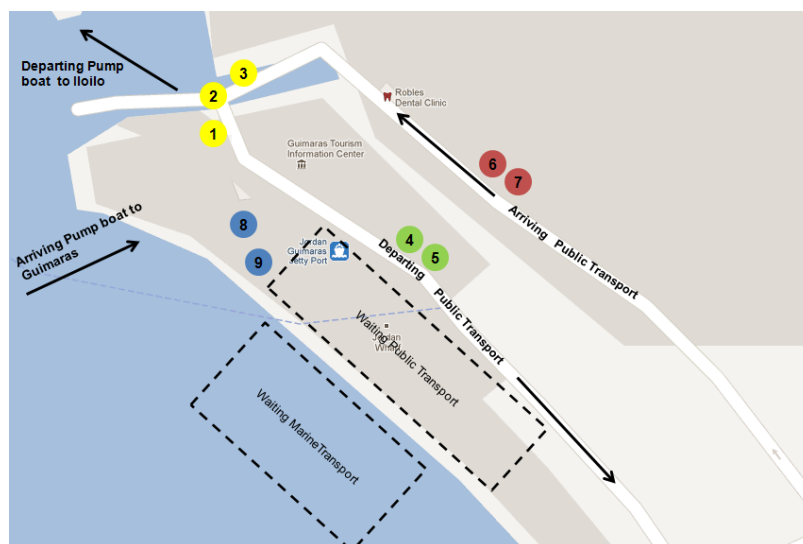 Departing Pump
boat to Iloilo
3
2
1
Robles
Dental Clinic
Guimaras Tourism
Information Center
6
7
Arriving Public Transport
Arriving Pump boat to
Guimaras
8
9
Jordan
Guimaras
Jetty Port
4
5
Departing Public Transport
Jordan
Wharf
Waiting Public Transport
Waiting MarineTransport